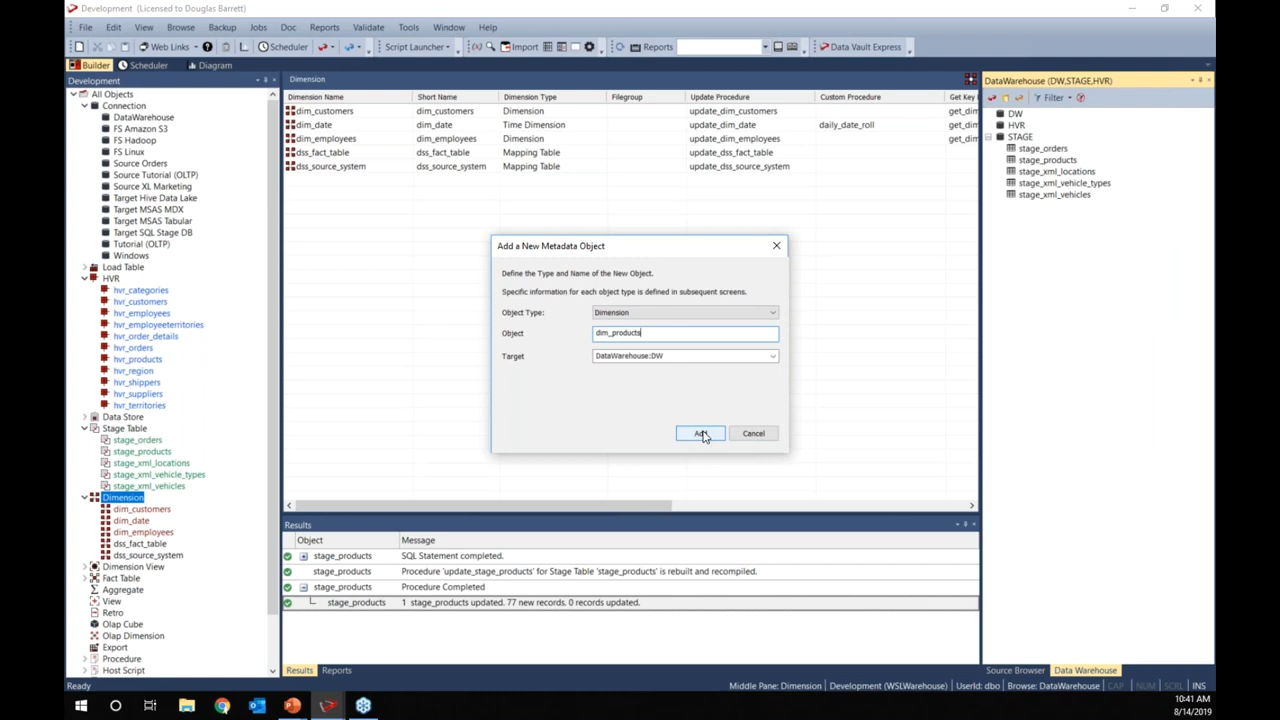 Development (Licensed to Douglas Barrett)
File Edit View Browse Backup Jobs Doc Reports Validate Tools Window Help
Web Links Scheduler Script Launcher Import Reports Data Vault Express
Builder Scheduler Diagram
Development
All Objects
Connection
DataWarehouse
FS Amazon S3
FS Hadoop
FS Linux
Source Orders
Source Tutorial (OLTP)
Source XL Marketing
Target Hive Data Lake
Target MSAS MDX
Target MSAS Tabular
Target SQL Stage DB
Tutorial (OLTP)
Windows
Load Table
HVR
hvr_categories
hvr_customers
hvr_employees
hvr_employeeterritories
hvr_order_details
hvr_orders
hvr_products
hvr_region
hvr_shippers
hvr_suppliers
hvr_territories
Data Store
Stage Table
stage_orders
stage_products
stage_xml_locations
stage_xml_vehicle_types
stage_xml_vehicles
Dimension
dim_customers
dim_date
dim_employees
dss_fact_table
dss_source_system
Dimension View
Fact Table
Aggregate
View
Retro
Olap Cube
Olap Dimension
Export
Procedure
Host Script
Dimension
Dimension Name Short Name Dimension Type Filegroup Update Procedure Custom Procedure Get Key
dim_customers dim_customers Dimension update_dim_customers get_dim
dim_date dim_date Time Dimension update_dim_date daily_date_roll
dim_employees dim_employees Dimension update_dim_employees get_dim
dss_fact_table dss_fact_table Mapping Table update_dss_fact_table
dss_source_system dss_source_system Mapping Table update_dss_source_system
Add a New Metadata Object
Define the Type and Name of the New Object.
Specific information for each object type is defined in subsequent screens.
Object Type: Dimension
Object dim_products
Target DataWarehouse:DW
Add Cancel
Results
Object Message
stage_products SQL Statement completed.
stage_products Procedure 'update_stage_products' for Stage Table 'stage_products' is rebuilt and recompiled.
stage_products Procedure Completed
stage_products 1 stage_products updated. 77 new records. 0 records updated.
Results Reports
DataWarehouse (DW,STAGE,HVR)
Filter
DW
HVR
STAGE
stage_orders
stage_products
stage_xml_locations
stage_xml_vehicle_types
stage_xml_vehicles
Source Browser Data Warehouse
Ready Middle Pane: Dimension Development (WSLWarehouse) UserId: dbo Browse: DataWarehouse CAP NUM SCRL INS
10:41 AM
8/14/2019